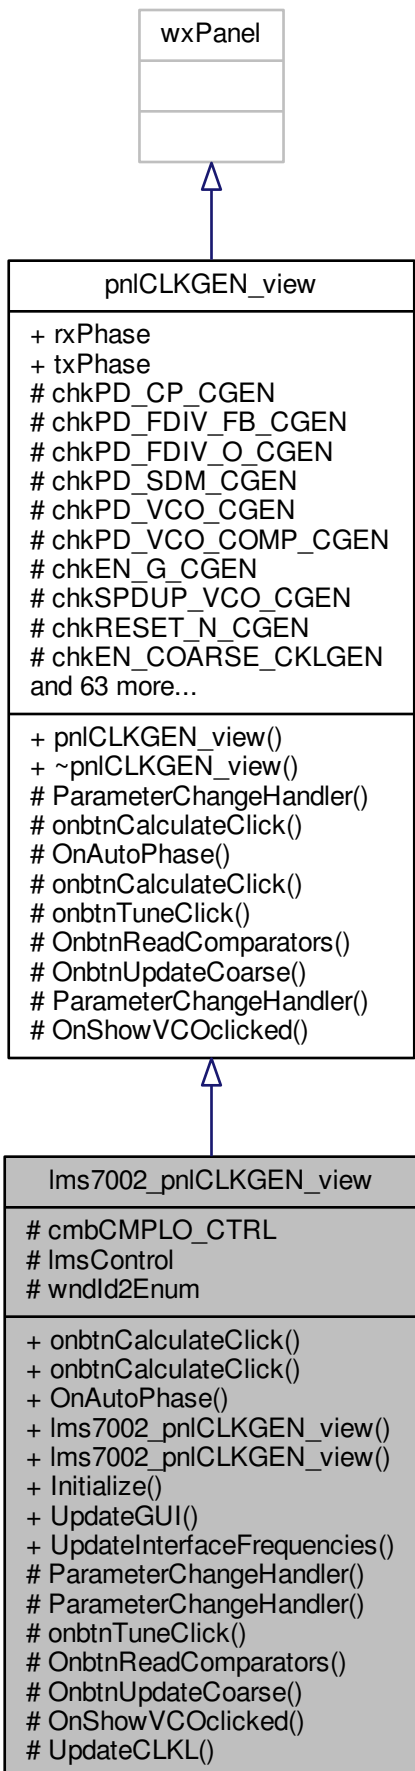 wxPanel
pnlCLKGEN_view
+ rxPhase
+ txPhase
# chkPD_CP_CGEN
# chkPD_FDIV_FB_CGEN
# chkPD_FDIV_O_CGEN
# chkPD_SDM_CGEN
# chkPD_VCO_CGEN
# chkPD_VCO_COMP_CGEN
# chkEN_G_CGEN
# chkSPDUP_VCO_CGEN
# chkRESET_N_CGEN
# chkEN_COARSE_CKLGEN
and 63 more...
+ pnlCLKGEN_view()
+ ~pnlCLKGEN_view()
# ParameterChangeHandler()
# onbtnCalculateClick()
# OnAutoPhase()
# onbtnCalculateClick()
# onbtnTuneClick()
# OnbtnReadComparators()
# OnbtnUpdateCoarse()
# ParameterChangeHandler()
# OnShowVCOclicked()
lms7002_pnlCLKGEN_view
# cmbCMPLO_CTRL
# lmsControl
# wndId2Enum
+ onbtnCalculateClick()
+ onbtnCalculateClick()
+ OnAutoPhase()
+ lms7002_pnlCLKGEN_view()
+ lms7002_pnlCLKGEN_view()
+ Initialize()
+ UpdateGUI()
+ UpdateInterfaceFrequencies()
# ParameterChangeHandler()
# ParameterChangeHandler()
# onbtnTuneClick()
# OnbtnReadComparators()
# OnbtnUpdateCoarse()
# OnShowVCOclicked()
# UpdateCLKL()